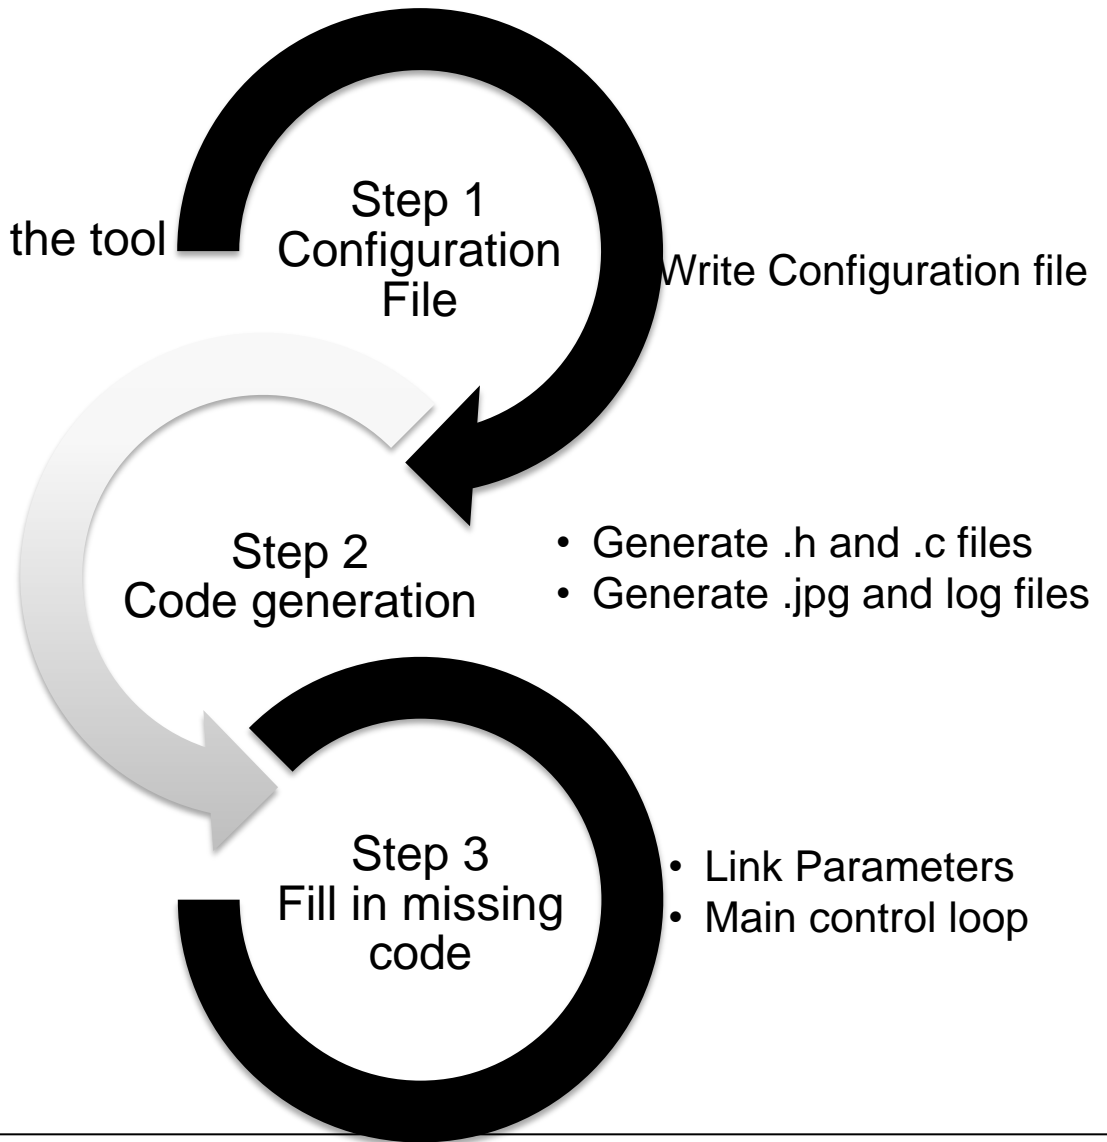 the tool
Step 1
Configuration
File
Write Configuration file
Step 2
Code generation
• Generate .h and .c files
• Generate .jpg and log files
Step 3
Fill in missing
code
• Link Parameters
• Main control loop